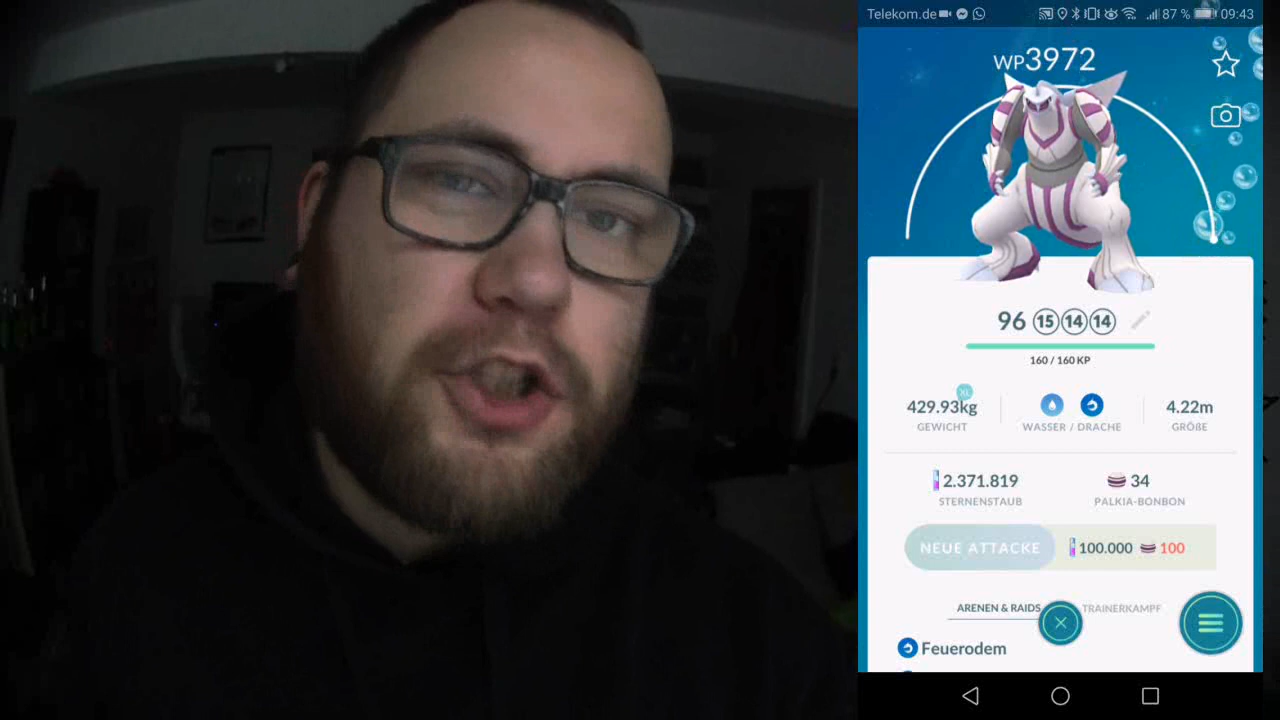 Telekom.de 87 % 09:43
WP3972
96 15 14 14
160 / 160 KP
XL
429.93kg 4.22m
GEWICHT WASSER / DRACHE GRÖßE
2.371.819 34
STERNENSTAUB PALKIA-BONBON
NEUE ATTACKE 100.000 100
ARENEN & RAIDS TRAINERKAMPF
Feuerodem